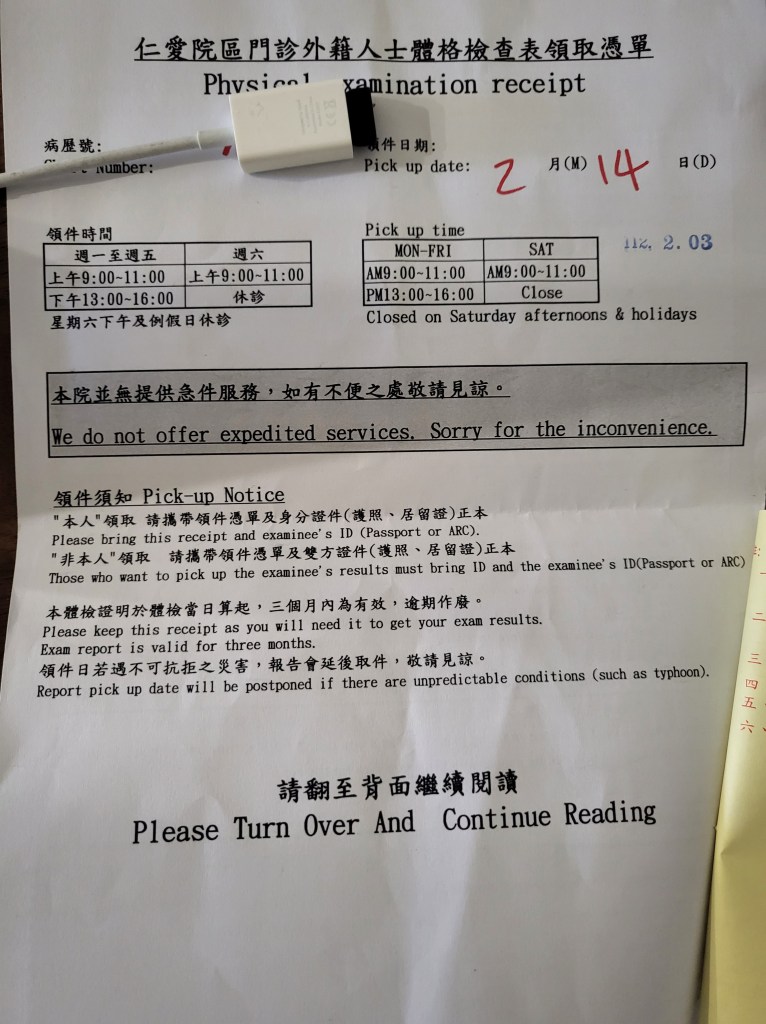 仁愛院區門診外籍人士體格檢查表領取憑單
Physical examination receipt
病歷號:
Number:
領件日期:
Pick up date: 2 月(M) 14 日(D)
領件時間
週一至週五 週六
上午9:00~11:00 上午9:00~11:00
下午13:00~16:00 休診
星期六下午及例假日休診
Pick up time
MON-FRI SAT
AM9:00~11:00 AM9:00~11:00
PM13:00~16:00 Close
Closed on Saturday afternoons & holidays
112. 2.03
本院並無提供急件服務，如有不便之處敬請見諒。
We do not offer expedited services. Sorry for the inconvenience.
領件須知 Pick-up Notice
"本人"領取 請攜帶領件憑單及身分證件(護照、居留證)正本
Please bring this receipt and examinee's ID (Passport or ARC).
"非本人"領取 請攜帶領件憑單及雙方證件(護照、居留證)正本
Those who want to pick up the examinee's results must bring ID and the examinee's ID(Passport or ARC)
本體檢證明於體檢當日算起，三個月內為有效，逾期作廢。
Please keep this receipt as you will need it to get your exam results.
Exam report is valid for three months.
領件日若遇不可抗拒之災害，報告會延後取件，敬請見諒。
Report pick up date will be postponed if there are unpredictable conditions (such as typhoon).
請翻至背面繼續閱讀
Please Turn Over And Continue Reading
一
二
三
四
五
六